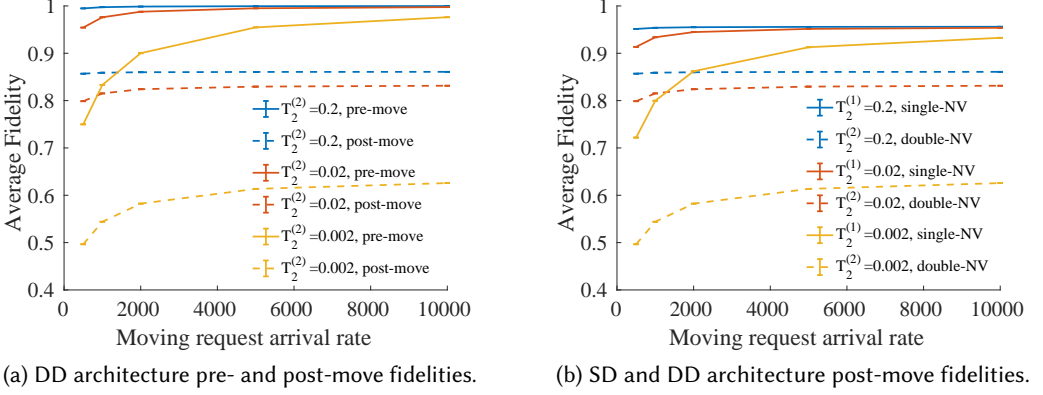 1
0.9
0.8
0.7
0.6
0.5
0.4
Average Fidelity
0 2000 4000 6000 8000 10000
Moving request arrival rate
T₂⁽²⁾=0.2, pre-move
T₂⁽²⁾=0.2, post-move
T₂⁽²⁾=0.02, pre-move
T₂⁽²⁾=0.02, post-move
T₂⁽²⁾=0.002, pre-move
T₂⁽²⁾=0.002, post-move
(a) DD architecture pre- and post-move fidelities.
1
0.9
0.8
0.7
0.6
0.5
0.4
Average Fidelity
0 2000 4000 6000 8000 10000
Moving request arrival rate
T₂⁽¹⁾=0.2, single-NV
T₂⁽²⁾=0.2, double-NV
T₂⁽¹⁾=0.02, single-NV
T₂⁽²⁾=0.02, double-NV
T₂⁽¹⁾=0.002, single-NV
T₂⁽²⁾=0.002, double-NV
(b) SD and DD architecture post-move fidelities.